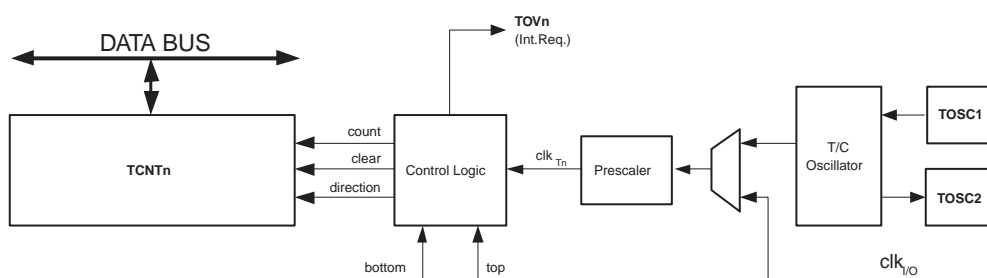 DATA BUS
TOVn
(Int.Req.)
TCNTn
count
clear
direction
Control Logic
clk Tn
Prescaler
T/C
Oscillator
TOSC1
TOSC2
bottom
top
clk I/O